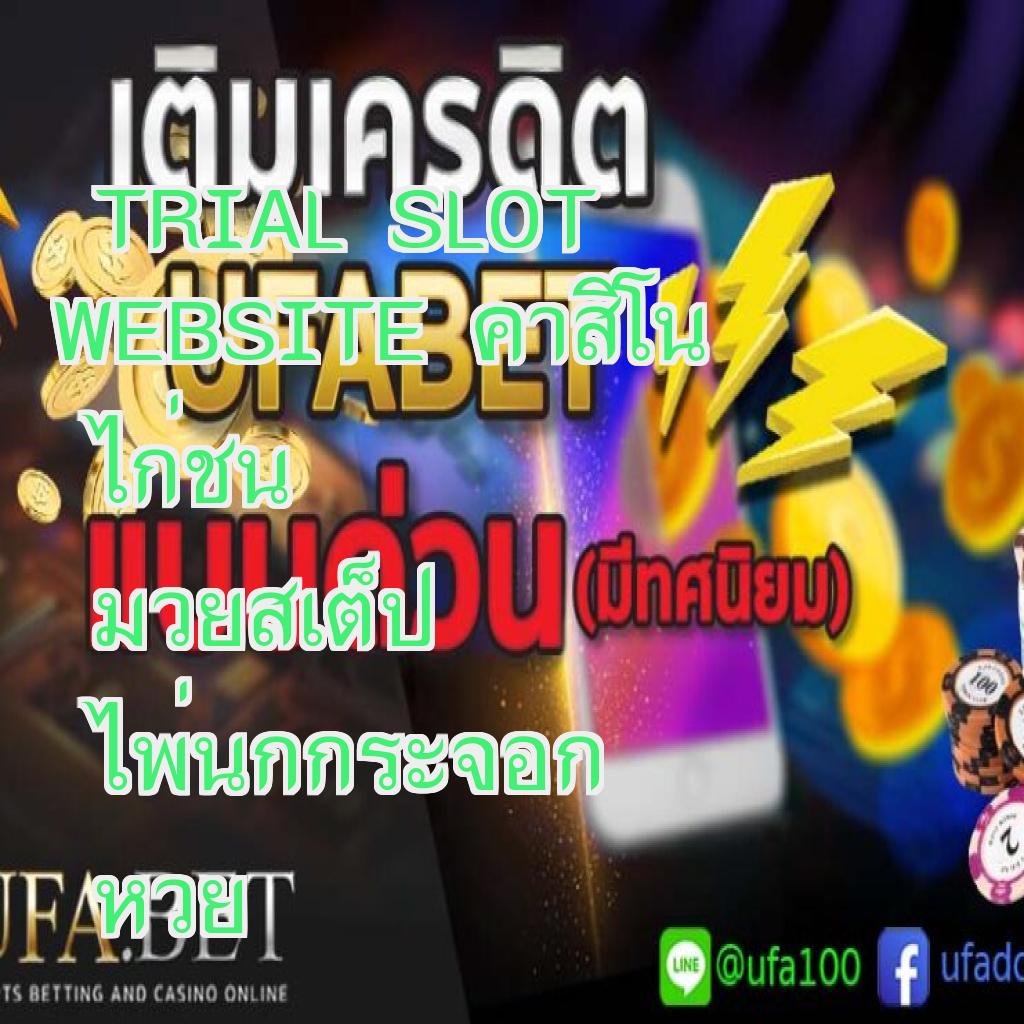 เติมเครดิต
TRIAL SLOT
UFABET
WEBSITE คาสิโน
ไก่ชน
แบบด่วน (มีทศนิยม)
มวยสเต็ป
ไพ่นกกระจอก
หวย
UFA.BET
BETTING AND CASINO ONLINE
LINE @ufa100
100